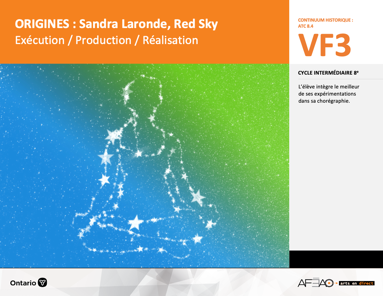 ORIGINES : Sandra Laronde, Red Sky
Exécution / Production / Réalisation
CONTINUUM HISTORIQUE :
ATC 8.4
VF3
CYCLE INTERMÉDIAIRE 8e
L'élève intègre le meilleur
de ses expérimentations
dans sa chorégraphie.
Ontario
AFÉAO arts en direct